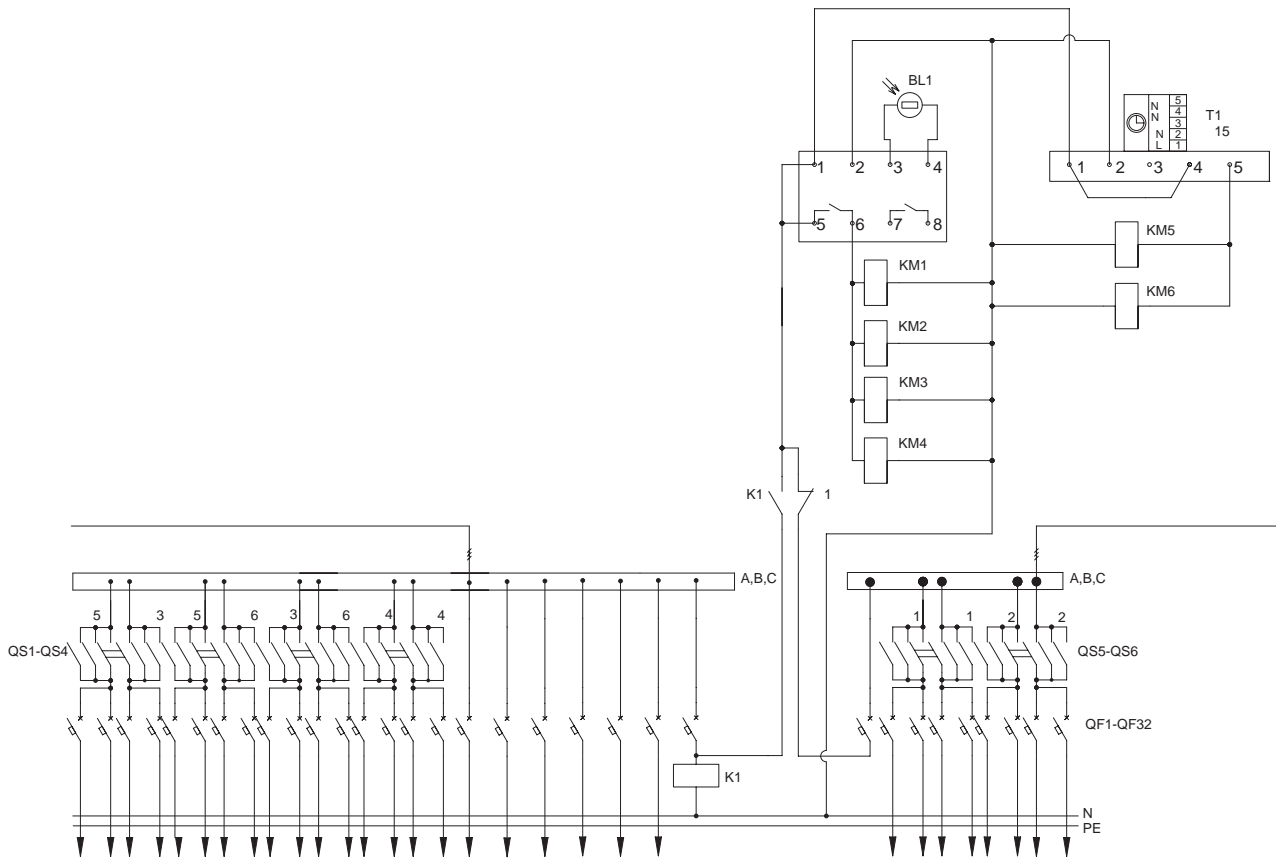 BL1
N
N
N
L
5
4
3
2
1
T1
15
1 2 3 4
1 2 3 4 5
5 6 7 8
KM5
KM1
KM6
KM2
KM3
KM4
K1 1
A,B,C A,B,C
5 3 5 6 3 6 4 4 1 1 2 2
QS1-QS4 QS5-QS6
QF1-QF32
K1
N
PE